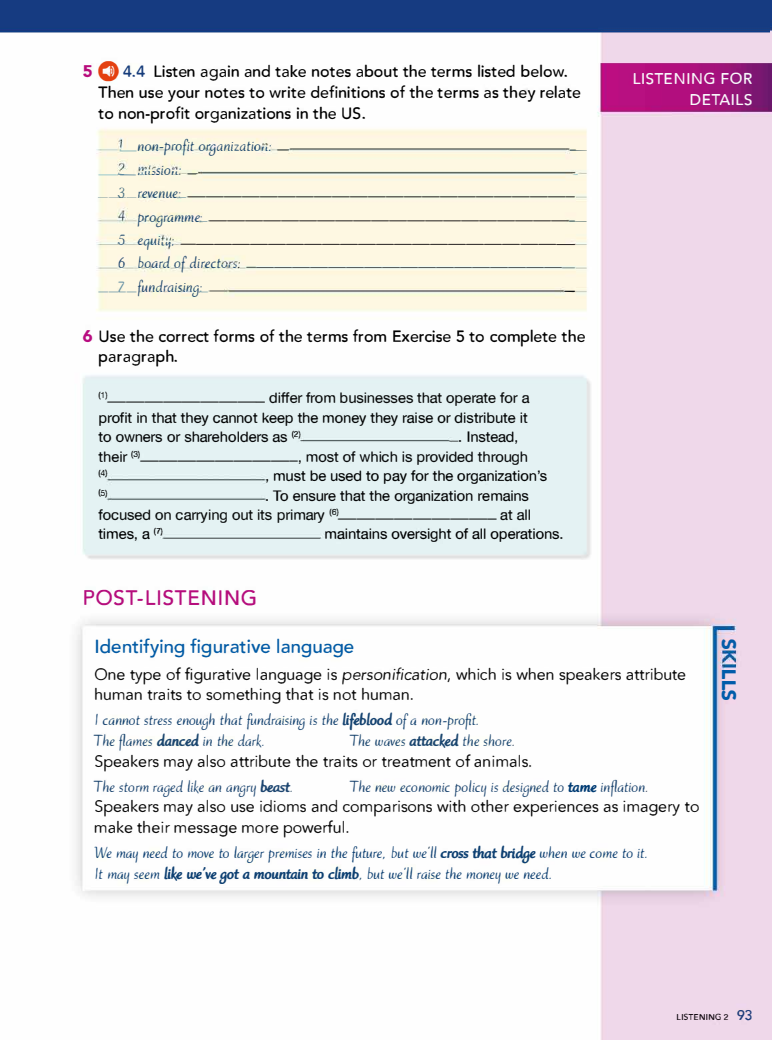 5 4.4 Listen again and take notes about the terms listed below.
Then use your notes to write definitions of the terms as they relate
to non-profit organizations in the US.
LISTENING FOR
DETAILS
1 non-profit organization:
2 mission:
3 revenue:
4 programme:
5 equity:
6 board of directors:
7 fundraising:
6 Use the correct forms of the terms from Exercise 5 to complete the
paragraph.
(1)____________________ differ from businesses that operate for a
profit in that they cannot keep the money they raise or distribute it
to owners or shareholders as (2)____________________. Instead,
their (3)____________________, most of which is provided through
(4)____________________, must be used to pay for the organization's
(5)____________________. To ensure that the organization remains
focused on carrying out its primary (6)____________________ at all
times, a (7)____________________ maintains oversight of all operations.
POST-LISTENING
SKILLS
Identifying figurative language
One type of figurative language is personification, which is when speakers attribute
human traits to something that is not human.
I cannot stress enough that fundraising is the lifeblood of a non-profit.
The flames danced in the dark. The waves attacked the shore.
Speakers may also attribute the traits or treatment of animals.
The storm raged like an angry beast. The new economic policy is designed to tame inflation.
Speakers may also use idioms and comparisons with other experiences as imagery to
make their message more powerful.
We may need to move to larger premises in the future, but we'll cross that bridge when we come to it.
It may seem like we've got a mountain to climb, but we'll raise the money we need.
LISTENING 2 93